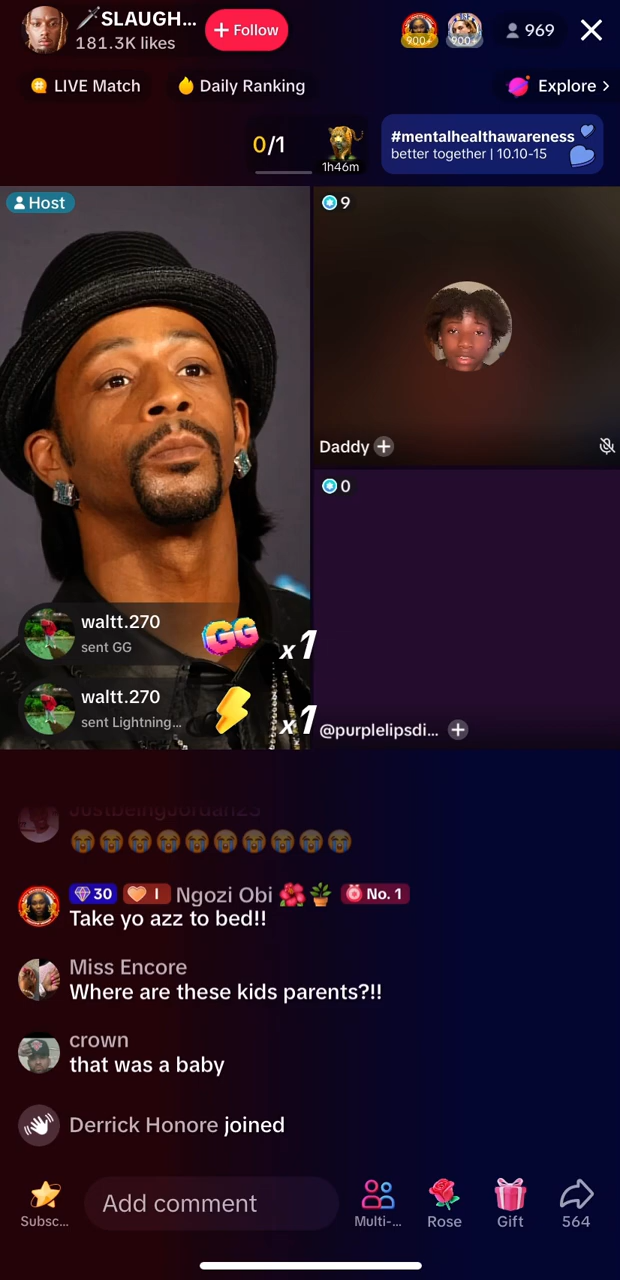 SLAUGH...
181.3K likes
+ Follow
900+
900+
969
LIVE Match
Daily Ranking
Explore >
0/1
1h46m
#mentalhealthawareness
better together | 10.10-15
Host
9
Daddy
0
waltt.270
sent GG
GG
x1
waltt.270
sent Lightning...
x1
@purplelipsdi...
JustbeingJordan25
😭😭😭😭😭😭😭😭😭😭
30 I Ngozi Obi 🌺🪴 No. 1
Take yo azz to bed!!
Miss Encore
Where are these kids parents?!!
crown
that was a baby
Derrick Honore joined
Subsc...
Add comment
Multi-...
Rose
Gift
564